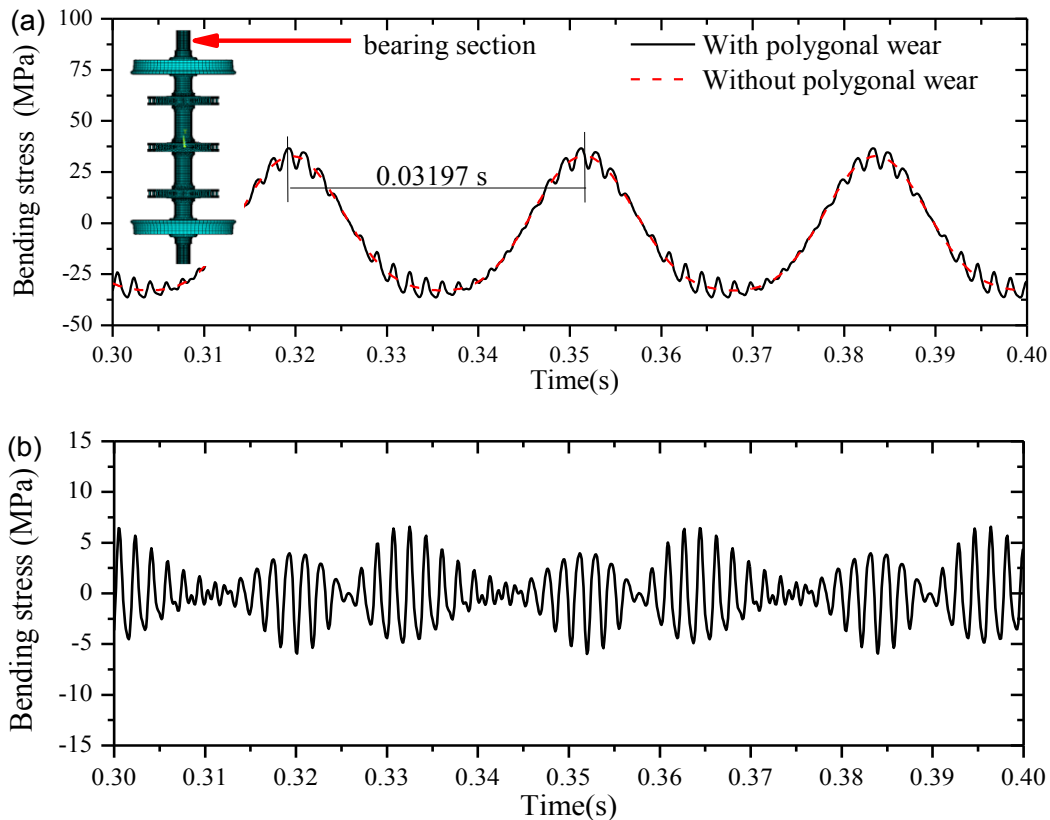 (a)
100
75
50
25
0
-25
-50
Bending stress (MPa)
bearing section
With polygonal wear
Without polygonal wear
0.03197 s
0.30 0.31 0.32 0.33 0.34 0.35 0.36 0.37 0.38 0.39 0.40
Time(s)
(b)
15
10
5
0
-5
-10
-15
Bending stress (MPa)
0.30 0.31 0.32 0.33 0.34 0.35 0.36 0.37 0.38 0.39 0.40
Time(s)